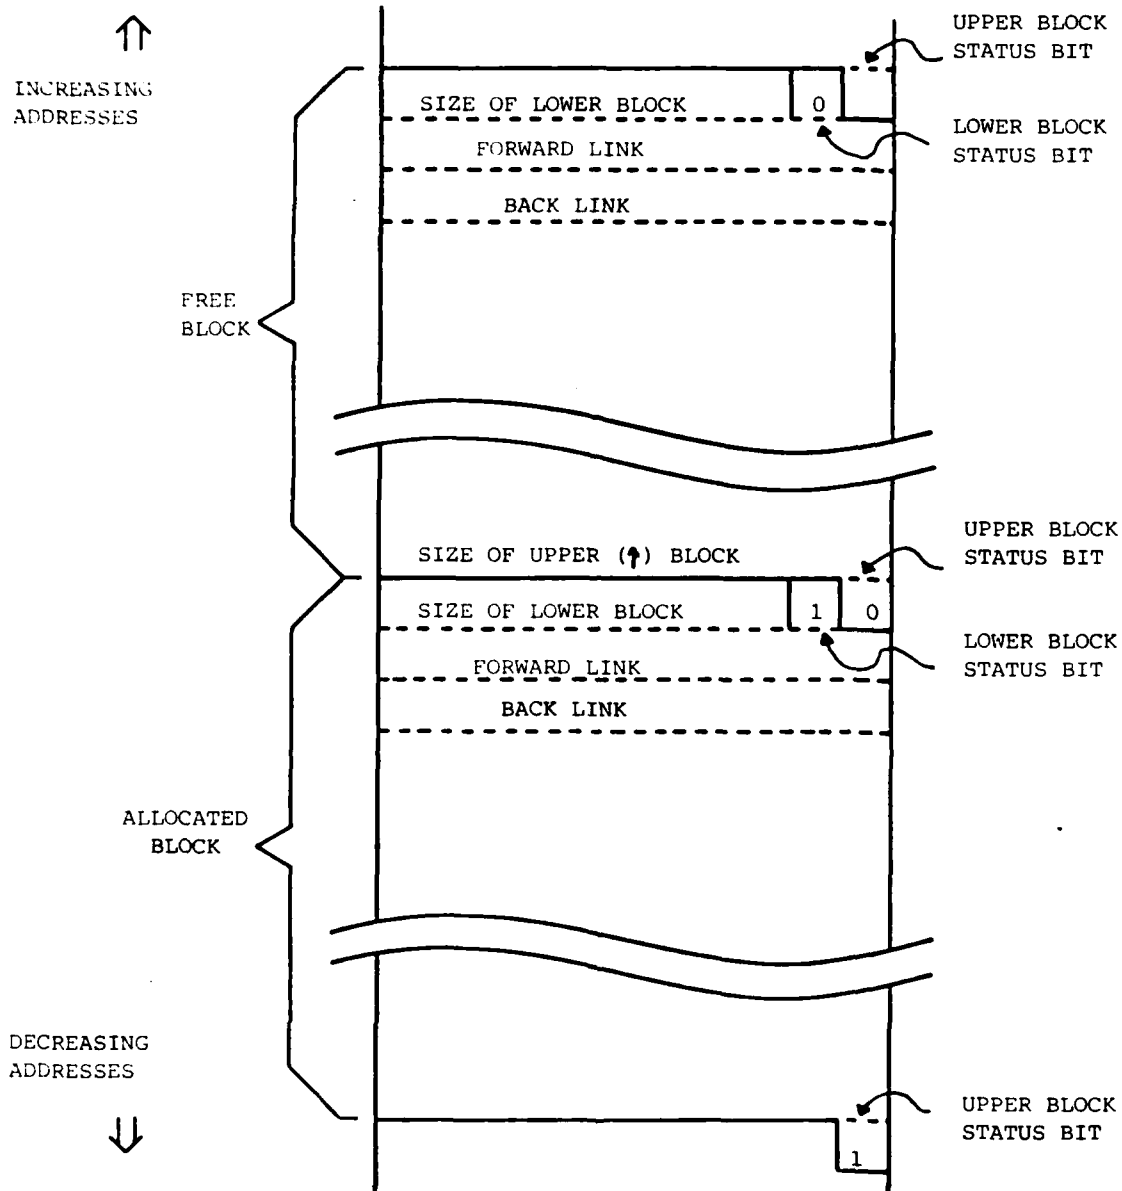 ⇑
INCREASING
ADDRESSES
UPPER BLOCK
STATUS BIT
SIZE OF LOWER BLOCK
0
LOWER BLOCK
STATUS BIT
FORWARD LINK
BACK LINK
FREE
BLOCK
SIZE OF UPPER (↑) BLOCK
UPPER BLOCK
STATUS BIT
SIZE OF LOWER BLOCK
1 0
LOWER BLOCK
STATUS BIT
FORWARD LINK
BACK LINK
ALLOCATED
BLOCK
DECREASING
ADDRESSES
⇓
UPPER BLOCK
STATUS BIT
1